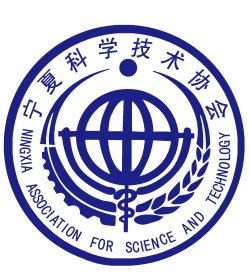 宁夏科学技术协会
NINGXIA ASSOCIATION FOR SCIENCE AND TECHNOLOGY